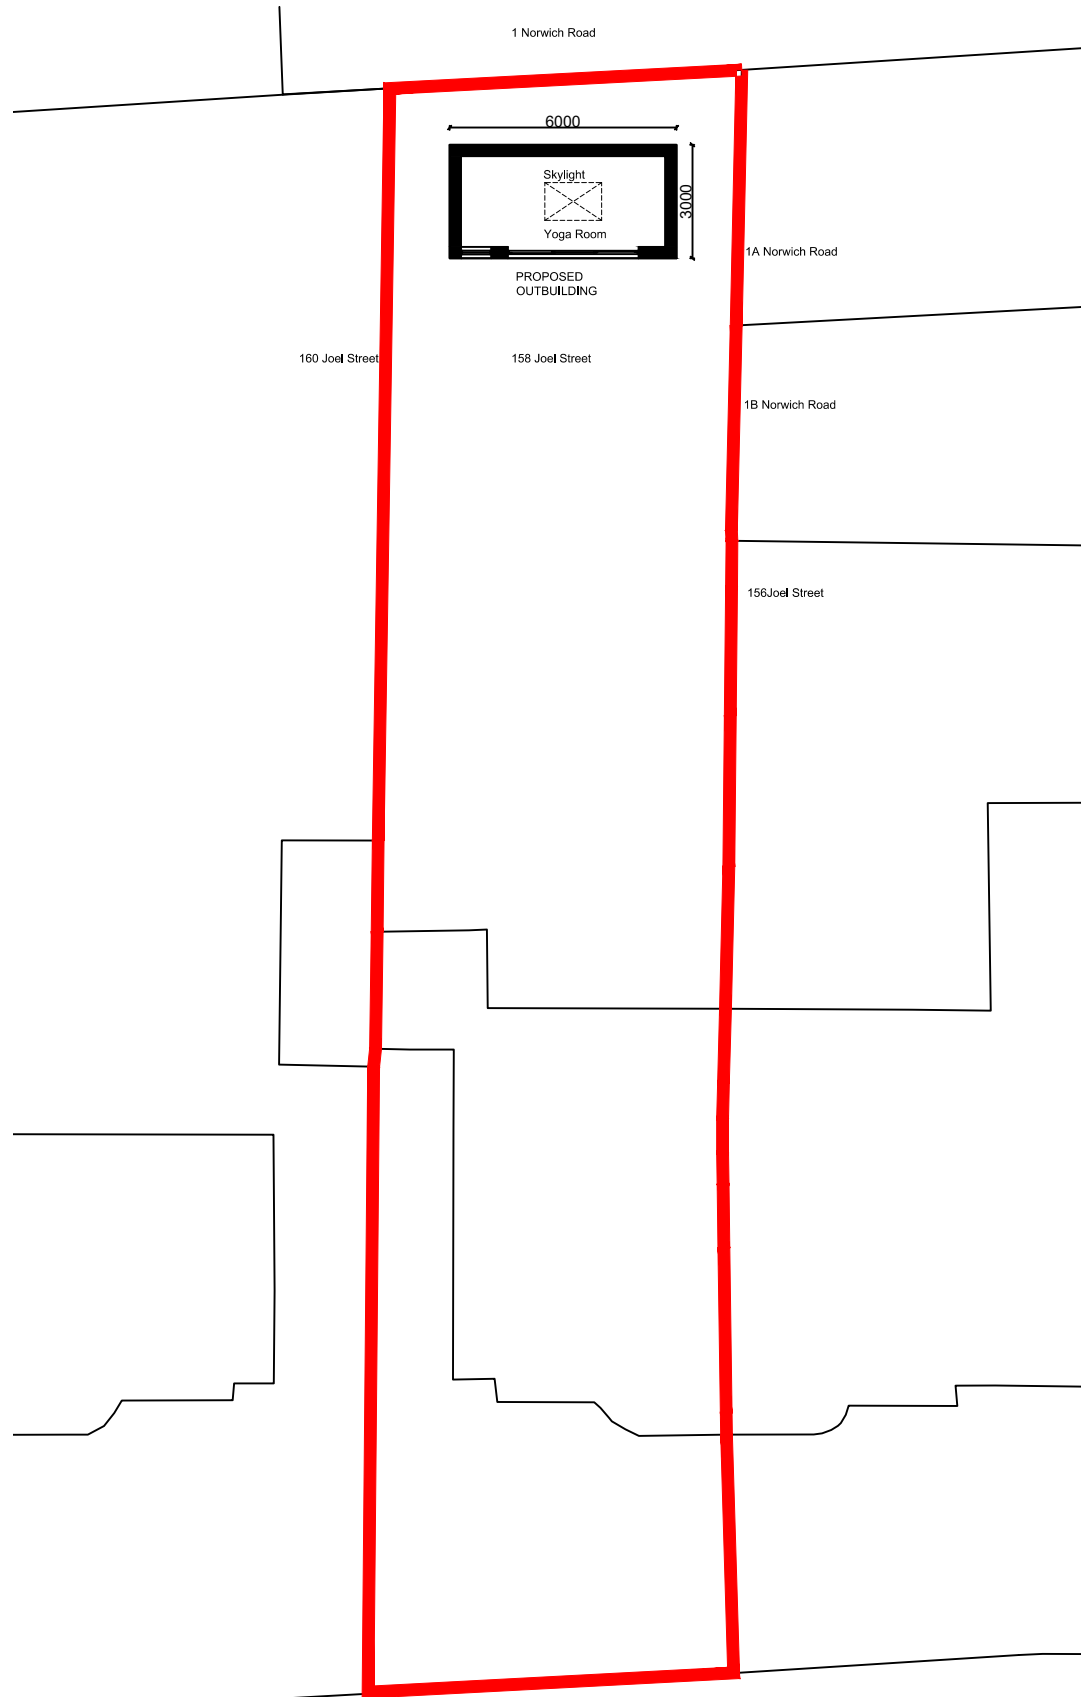 1 Norwich Road
6000
Skylight
3000
Yoga Room
1A Norwich Road
PROPOSED
OUTBUILDING
160 Joel Street
158 Joel Street
1B Norwich Road
156Joel Street